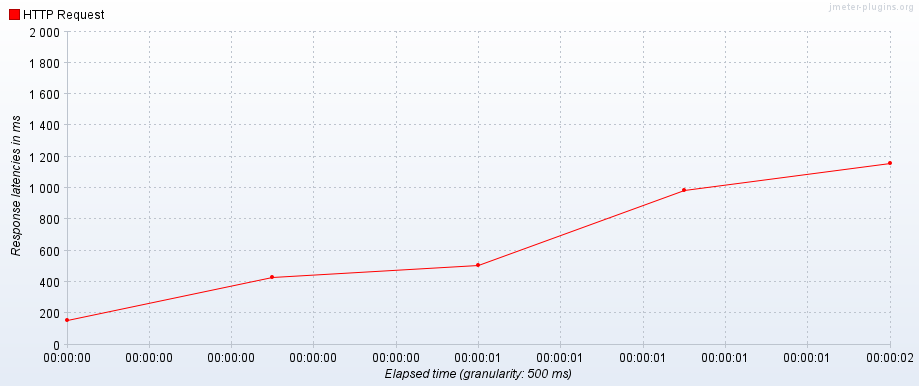 jmeter-plugins.org
HTTP Request
2 000
1 800
1 600
1 400
1 200
1 000
800
600
400
200
0
Response latencies in ms
00:00:00 00:00:00 00:00:00 00:00:00 00:00:00 00:00:01 00:00:01 00:00:01 00:00:01 00:00:01 00:00:02
Elapsed time (granularity: 500 ms)